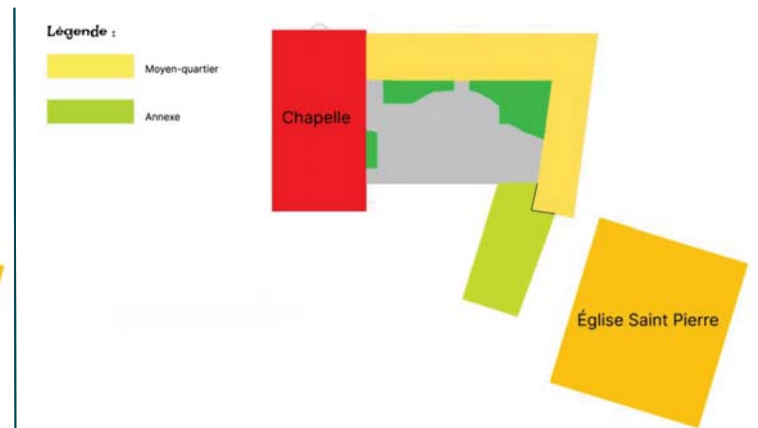 Légende :
Moyen-quartier
Annexe
Chapelle
Église Saint Pierre